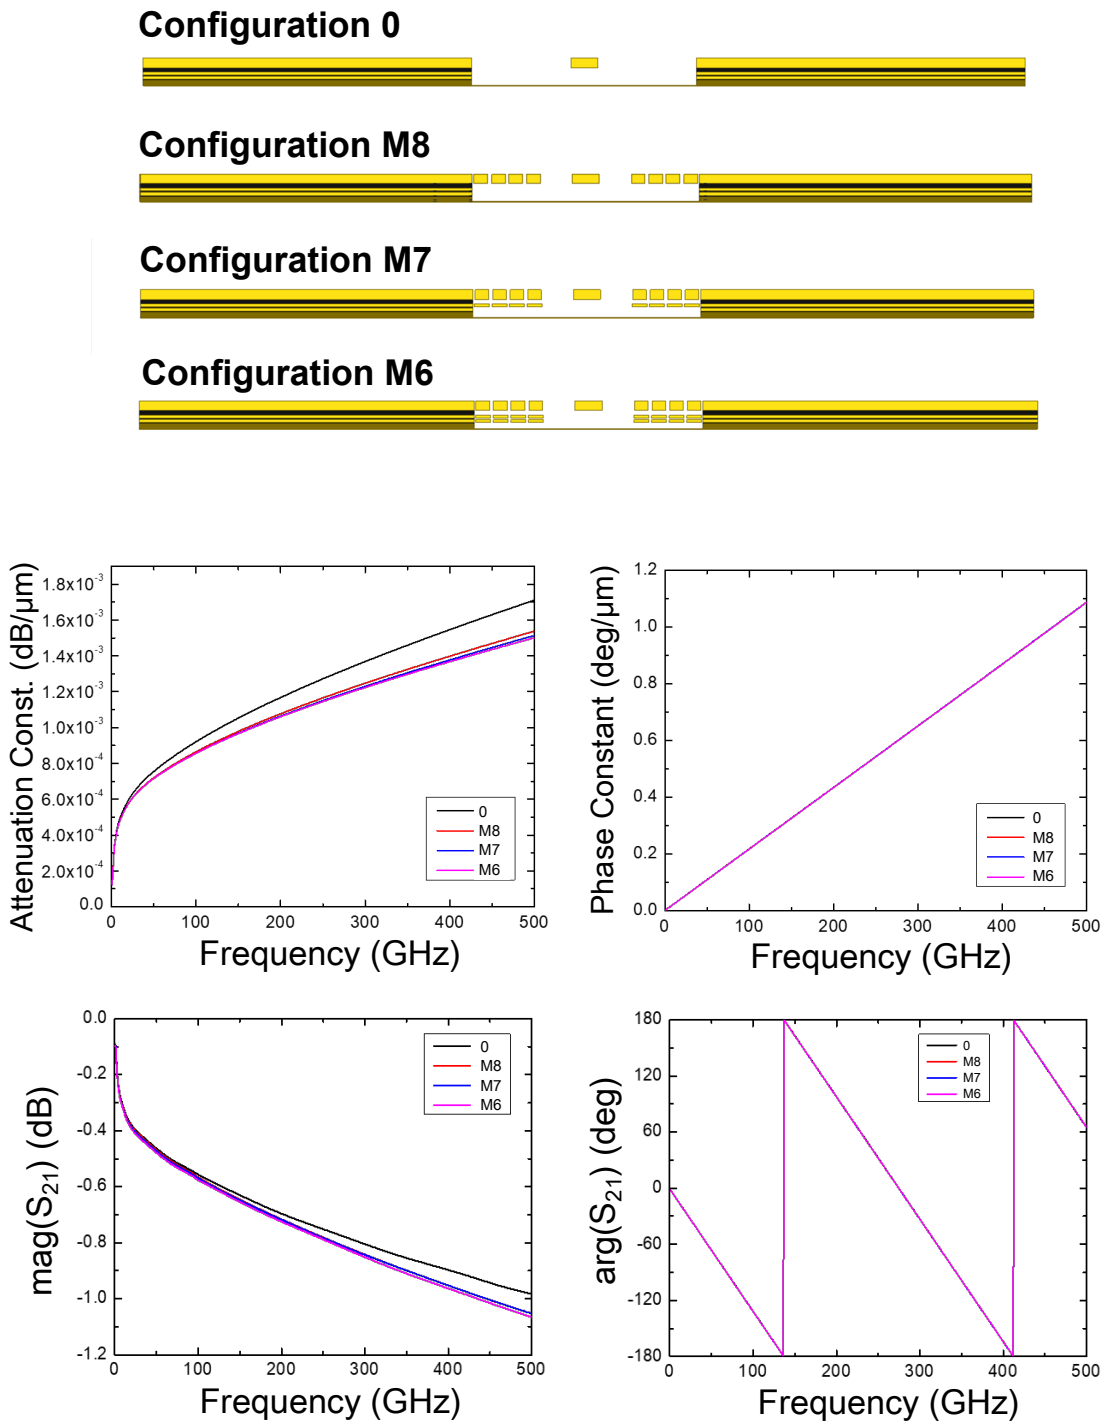 Configuration 0
Configuration M8
Configuration M7
Configuration M6
Attenuation Const. (dB/μm)
1.8x10⁻³
1.6x10⁻³
1.4x10⁻³
1.2x10⁻³
1.0x10⁻³
8.0x10⁻⁴
6.0x10⁻⁴
4.0x10⁻⁴
2.0x10⁻⁴
0.0
0
M8
M7
M6
0 100 200 300 400 500
Frequency (GHz)
Phase Constant (deg/μm)
1.2
1.0
0.8
0.6
0.4
0.2
0.0
0
M8
M7
M6
0 100 200 300 400 500
Frequency (GHz)
mag(S₂₁) (dB)
0.0
-0.2
-0.4
-0.6
-0.8
-1.0
-1.2
0
M8
M7
M6
0 100 200 300 400 500
Frequency (GHz)
arg(S₂₁) (deg)
180
120
60
0
-60
-120
-180
0
M8
M7
M6
0 100 200 300 400 500
Frequency (GHz)